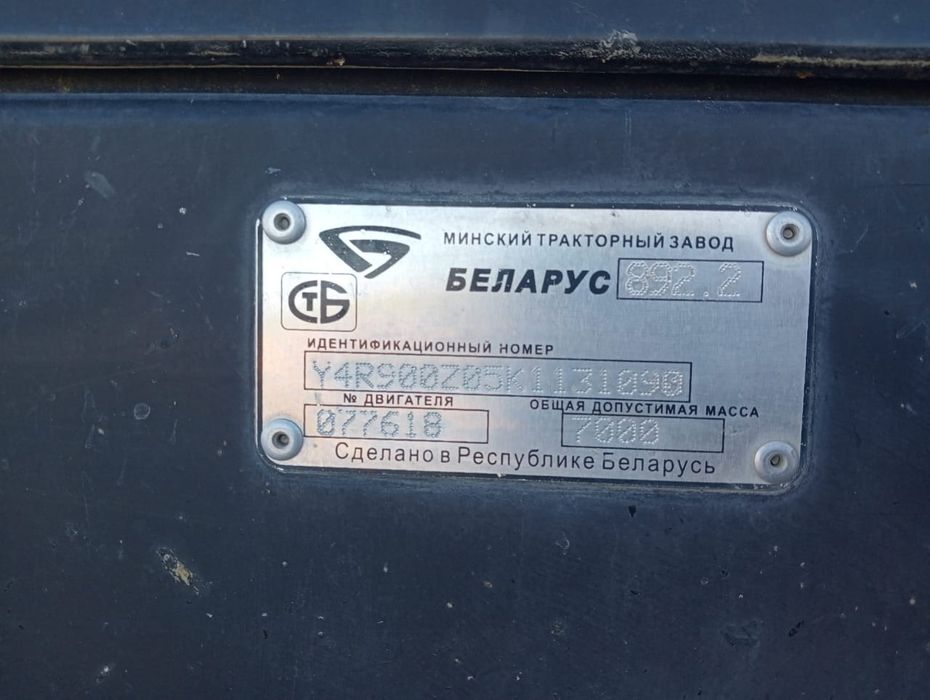 МИНСКИЙ ТРАКТОРНЫЙ ЗАВОД
БЕЛАРУС 892.2
СТБ
ИДЕНТИФИКАЦИОННЫЙ НОМЕР
Y4R900Z05K1131090
№ ДВИГАТЕЛЯ ОБЩАЯ ДОПУСТИМАЯ МАССА
077618 7000
Сделано в Республике Беларусь